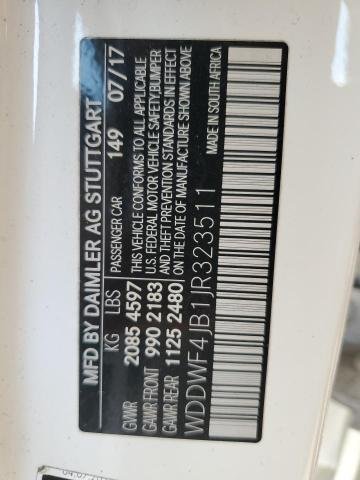 MFD BY DAIMLER AG STUTTGART
KG LBS PASSENGER CAR 149 07/17
GVWR 2085 4597 THIS VEHICLE CONFORMS TO ALL APPLICABLE
GAWR FRONT 990 2183 U.S. FEDERAL MOTOR VEHICLE SAFETY,BUMPER
GAWR REAR 1125 2480 AND THEFT PREVENTION STANDARDS IN EFFECT
ON THE DATE OF MANUFACTURE SHOWN ABOVE
WDDWF4JB1JR323511 MADE IN SOUTH AFRICA